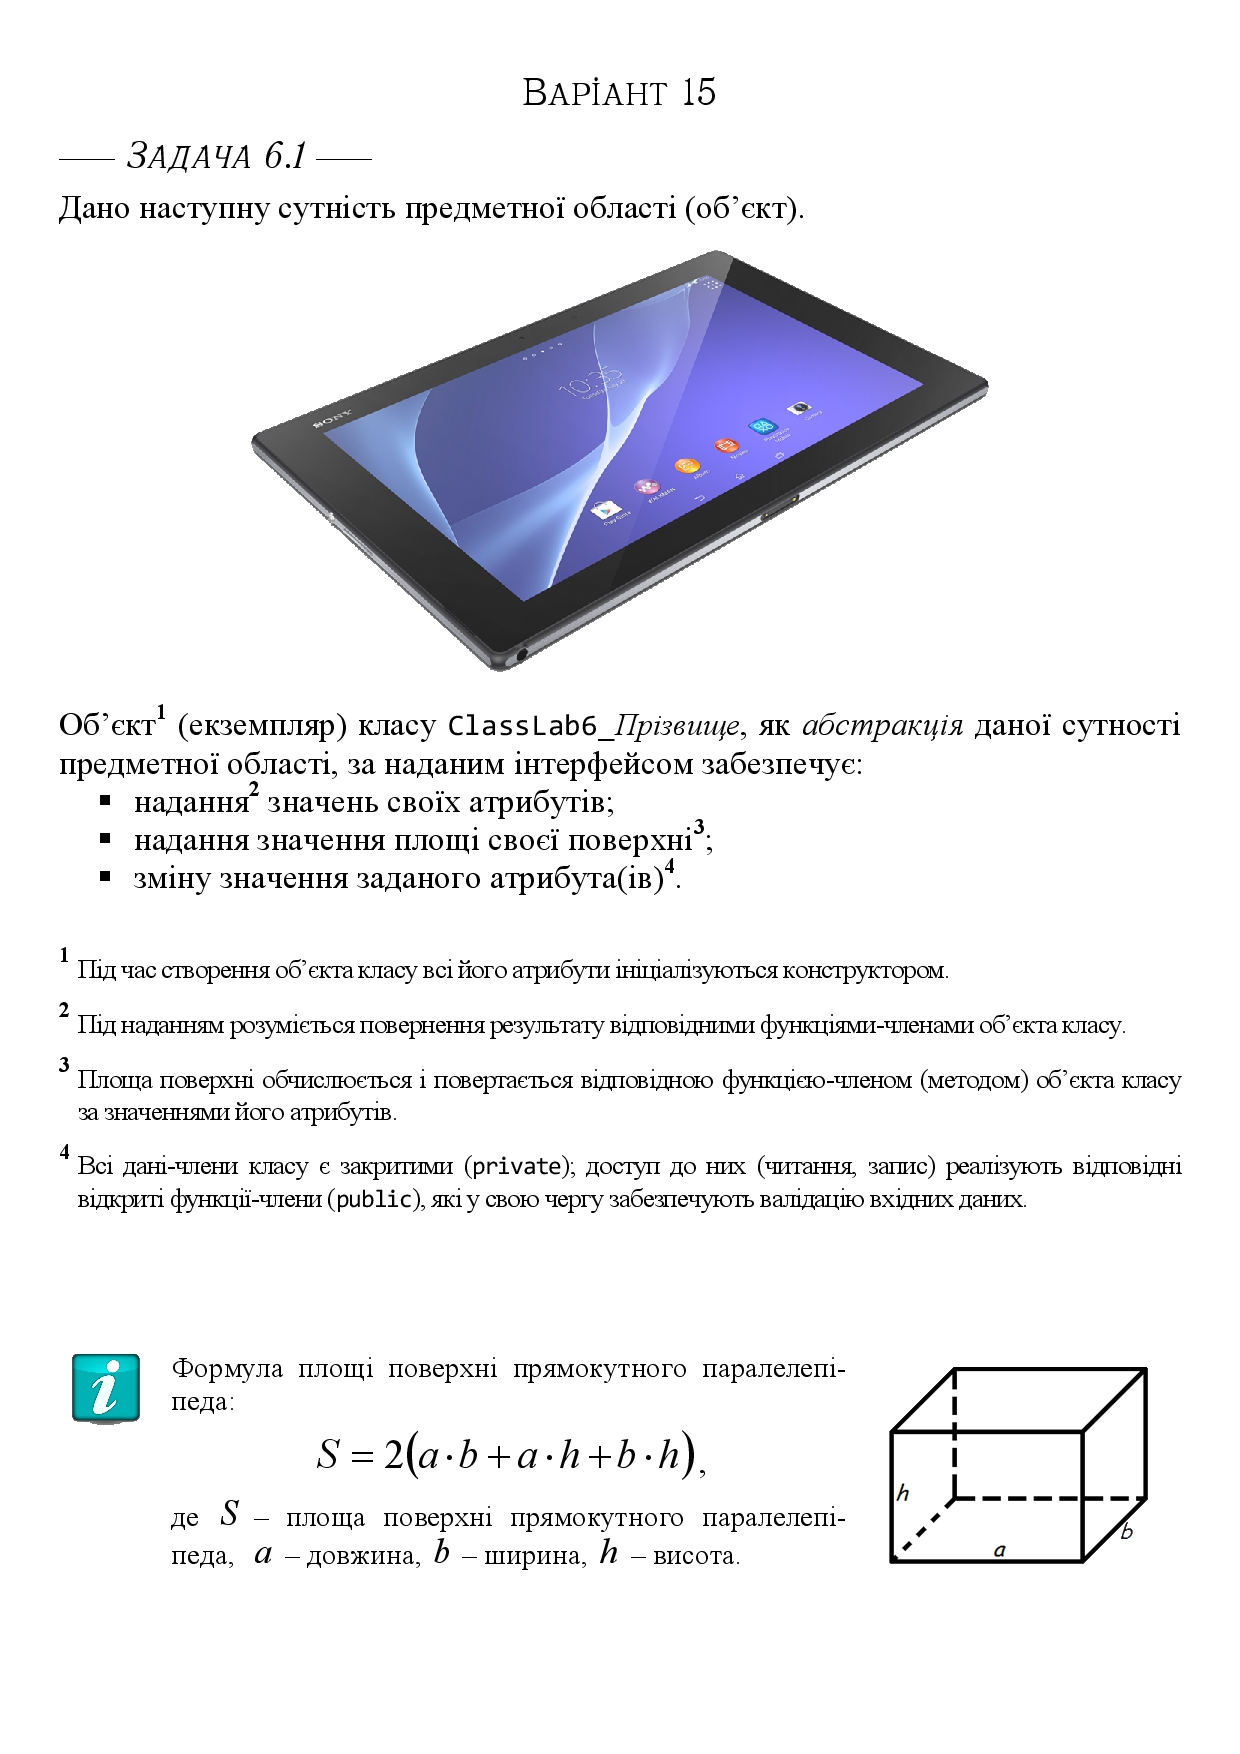 ВАРІАНТ 15
ЗАДАЧА 6.1
Дано наступну сутність предметної області (об’єкт).
SONY
10:35
Об’єкт1 (екземпляр) класу ClassLab6_Прізвище, як абстракція даної сутності
предметної області, за наданим інтерфейсом забезпечує:
▪ надання2 значень своїх атрибутів;
▪ надання значення площі своєї поверхні3;
▪ зміну значення заданого атрибута(ів)4.
1 Під час створення об’єкта класу всі його атрибути ініціалізуються конструктором.
2 Під наданням розуміється повернення результату відповідними функціями-членами об’єкта класу.
3 Площа поверхні обчислюється і повертається відповідною функцією-членом (методом) об’єкта класу
за значеннями його атрибутів.
4 Всі дані-члени класу є закритими (private); доступ до них (читання, запис) реалізують відповідні
відкриті функції-члени (public), які у свою чергу забезпечують валідацію вхідних даних.
i
Формула площі поверхні прямокутного паралелепі-
педа:
S = 2(a·b + a·h + b·h),
де S – площа поверхні прямокутного паралелепі-
педа, a – довжина, b – ширина, h – висота.
h
b
a